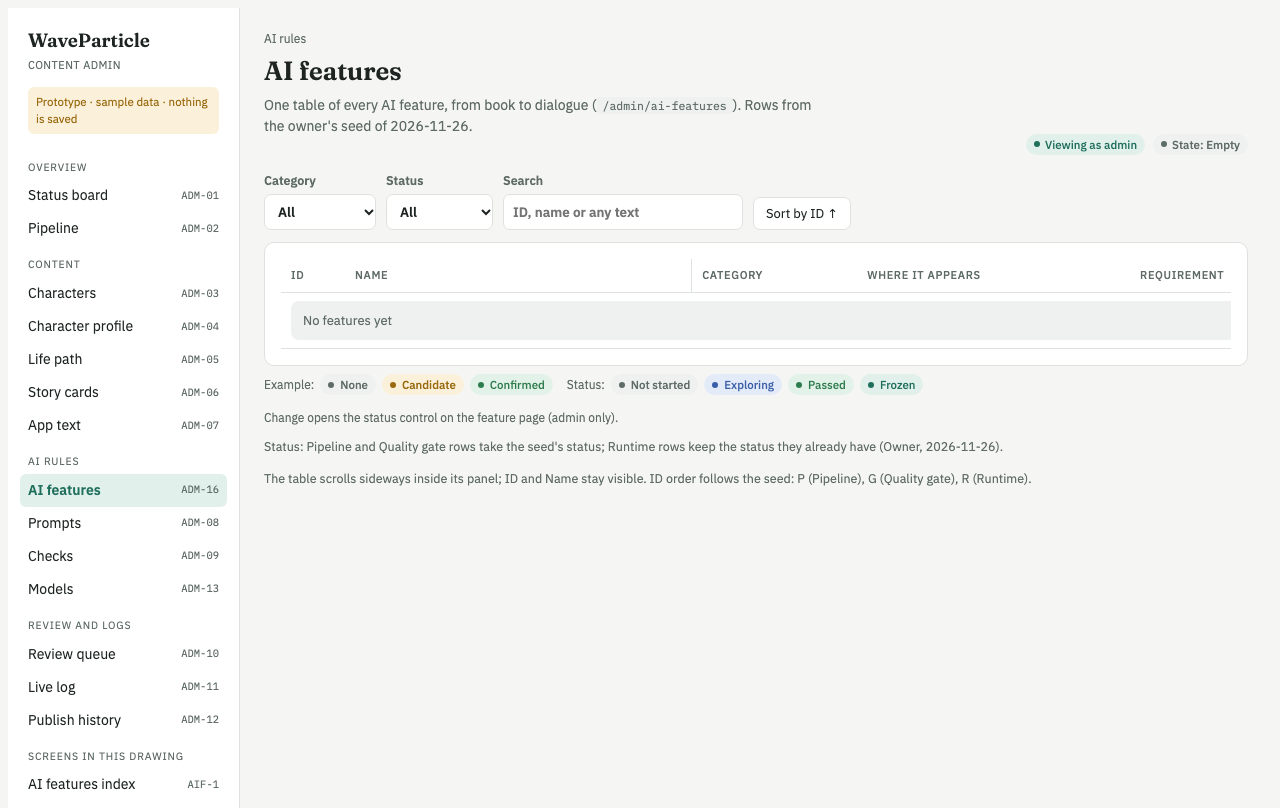 WaveParticle
CONTENT ADMIN
Prototype · sample data · nothing
is saved
OVERVIEW
Status board ADM-01
Pipeline ADM-02
CONTENT
Characters ADM-03
Character profile ADM-04
Life path ADM-05
Story cards ADM-06
App text ADM-07
AI RULES
AI features ADM-16
Prompts ADM-08
Checks ADM-09
Models ADM-13
REVIEW AND LOGS
Review queue ADM-10
Live log ADM-11
Publish history ADM-12
SCREENS IN THIS DRAWING
AI features index AIF-1
AI rules
AI features
One table of every AI feature, from book to dialogue ( /admin/ai-features ). Rows from
the owner's seed of 2026-11-26.
Viewing as admin State: Empty
Category Status Search
All All ID, name or any text Sort by ID ↑
ID NAME CATEGORY WHERE IT APPEARS REQUIREMENT
No features yet
Example: None Candidate Confirmed Status: Not started Exploring Passed Frozen
Change opens the status control on the feature page (admin only).
Status: Pipeline and Quality gate rows take the seed's status; Runtime rows keep the status they already have (Owner, 2026-11-26).
The table scrolls sideways inside its panel; ID and Name stay visible. ID order follows the seed: P (Pipeline), G (Quality gate), R (Runtime).